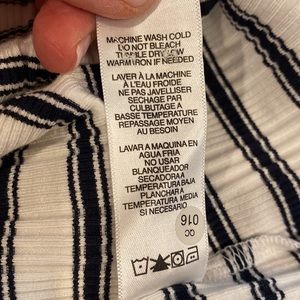 MACHINE WASH COLD
DO NOT BLEACH
TUMBLE DRY LOW
WARM IRON IF NEEDED
LAVER À LA MACHINE
À L'EAU FROIDE
NE PAS JAVELLISER
SECHAGE PAR
CULBUTAGE A
BASSE TEMPERATURE
REPASSAGE MOYEN
AU BESOIN
LAVAR A MAQUINA EN
AGUA FRIA
NO USAR
BLANQUEADOR
SECADORA A
TEMPERATURA BAJA
PLANCHAR A
TEMPERATURA MEDIA
SI NECESARIO
QC
016